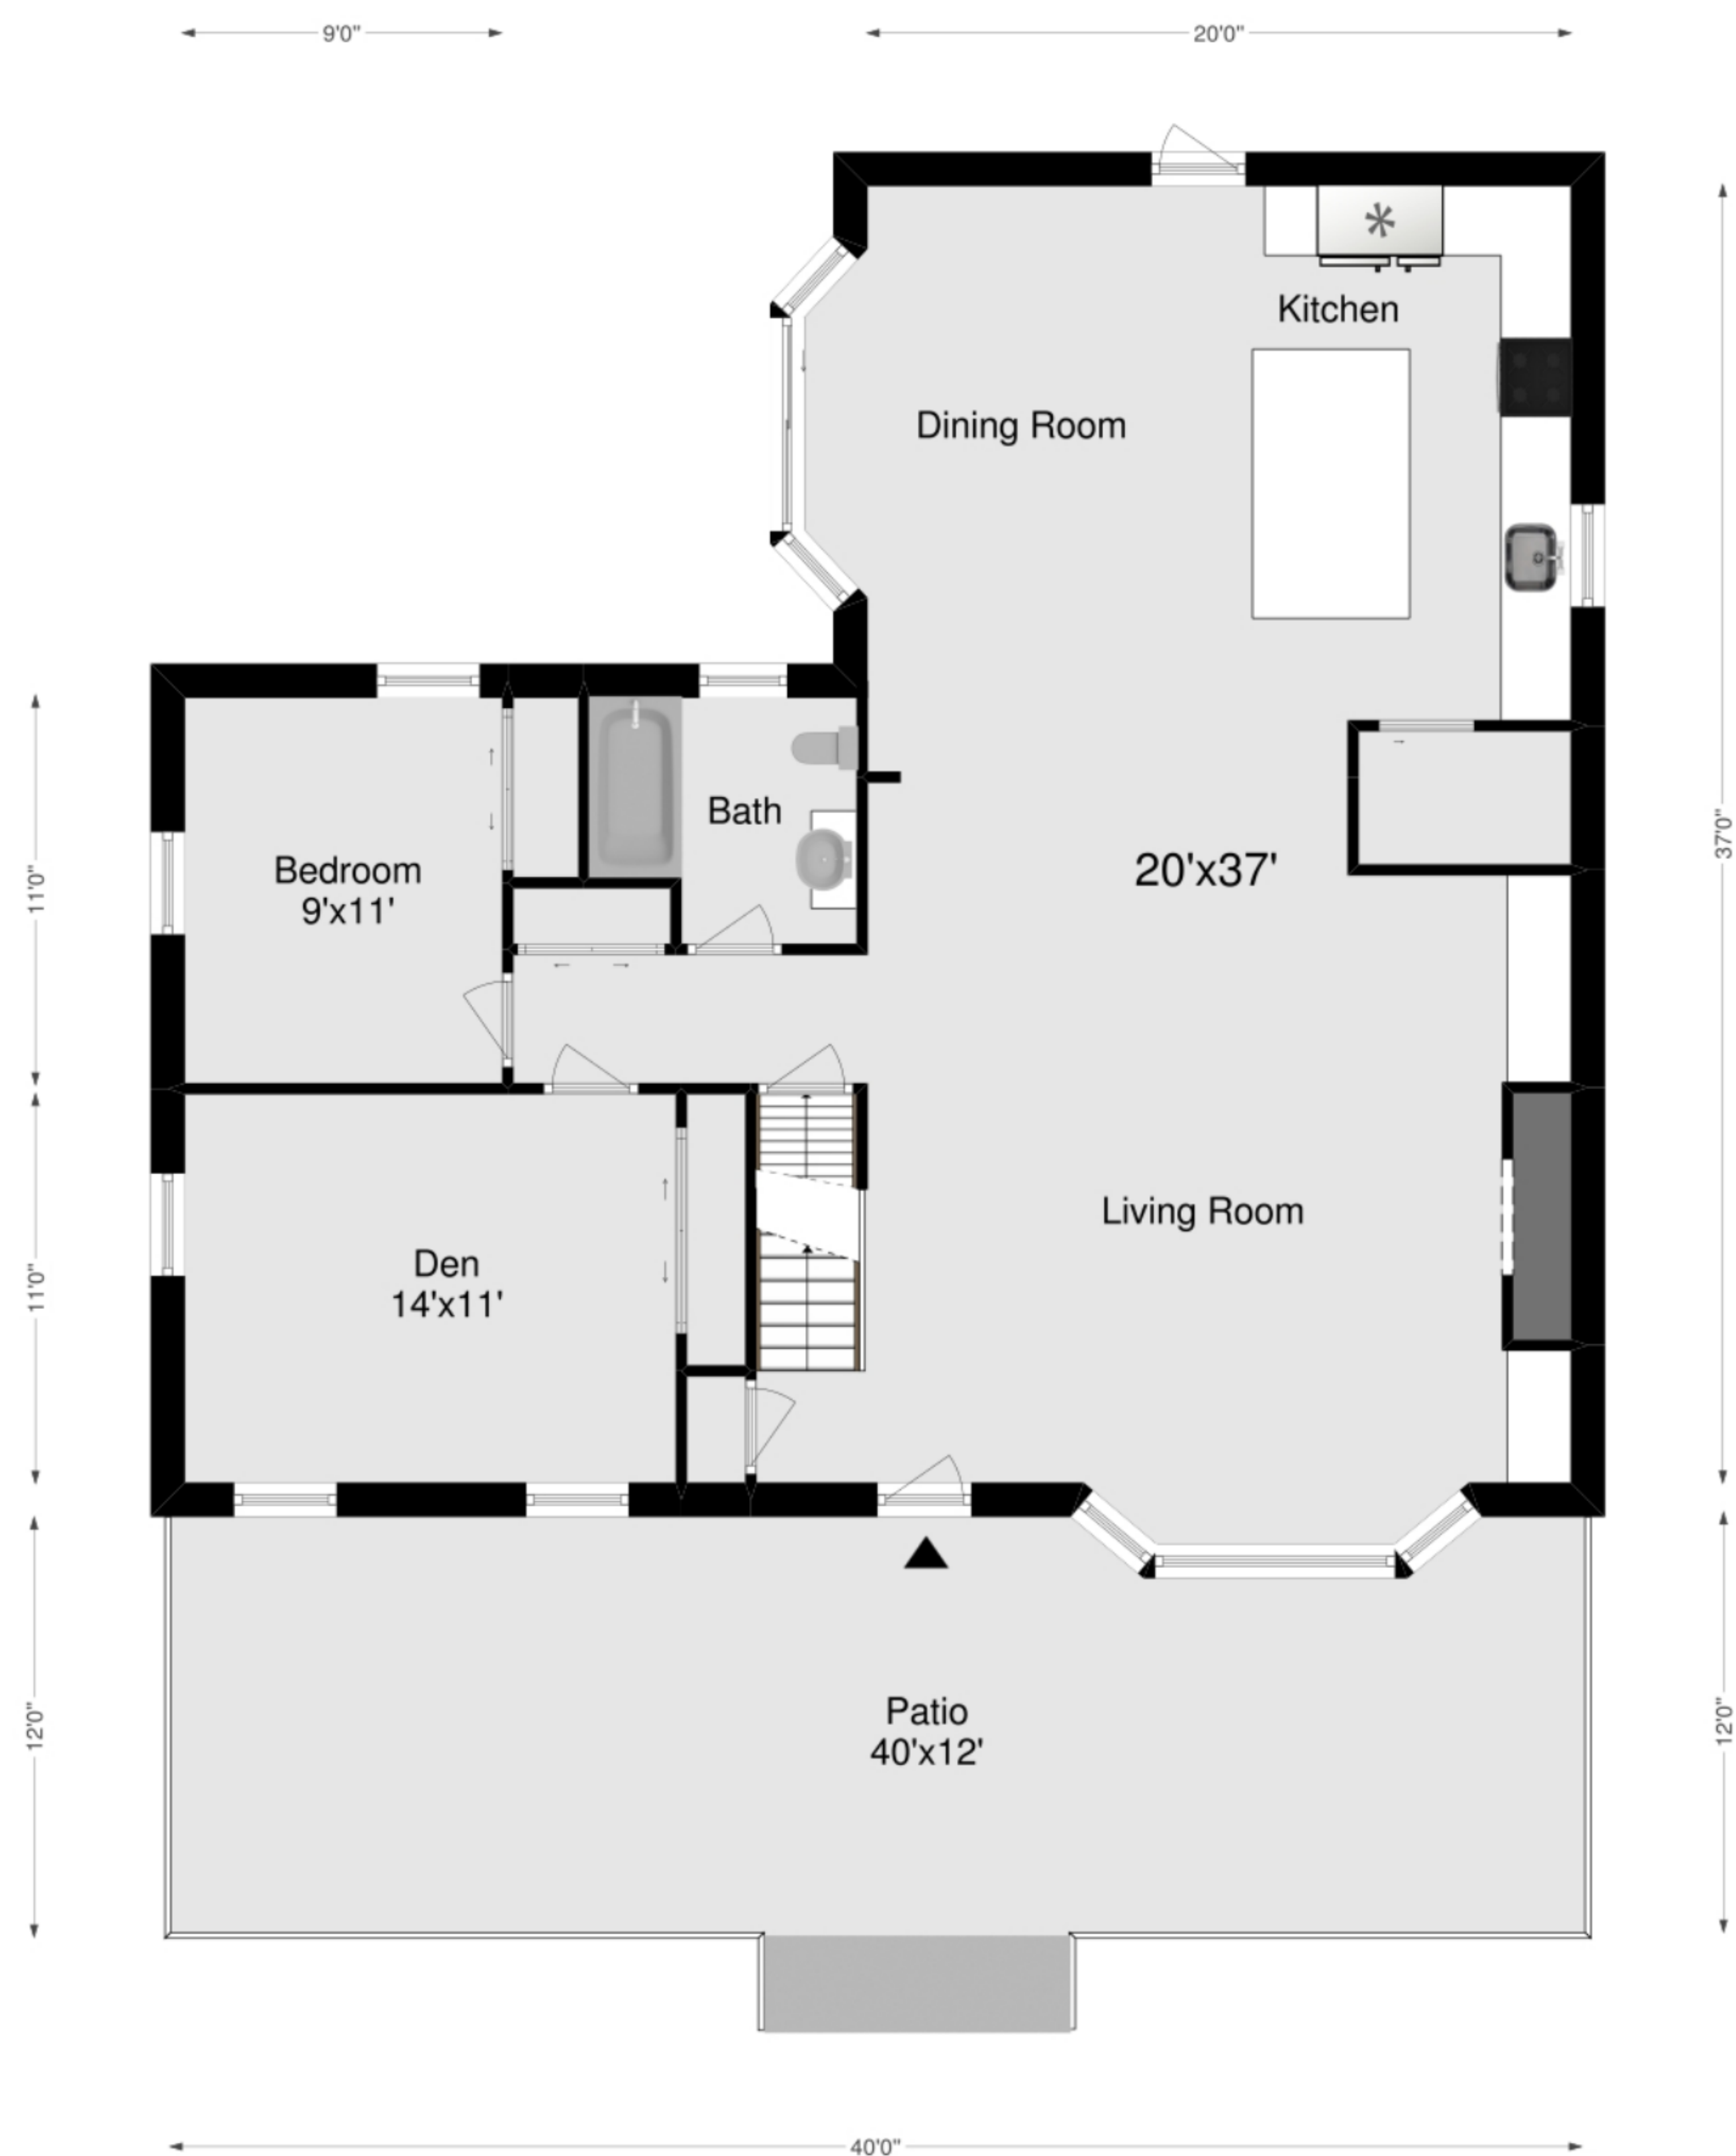 9'0"
20'0"
Kitchen
Dining Room
Bath
Bedroom
9'x11'
20'x37'
11'0"
37'0"
Living Room
Den
14'x11'
11'0"
Patio
40'x12'
12'0"
12'0"
40'0"